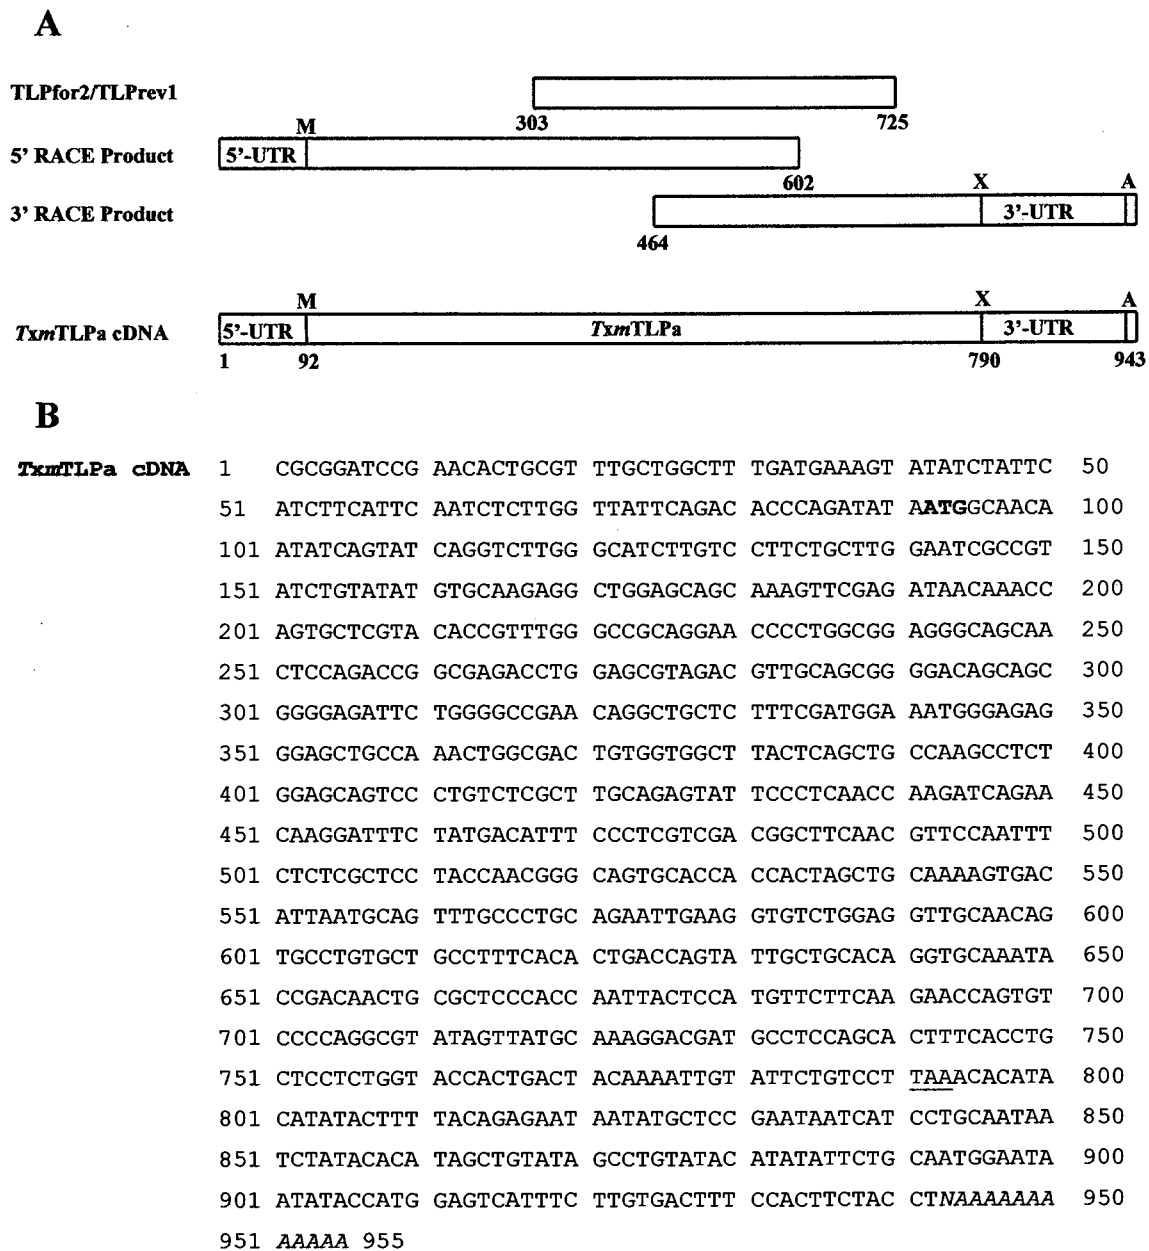 A
TLPfor2/TLPrev1
303 725
M
5’ RACE Product 5’-UTR
602 X A
3’ RACE Product 3’-UTR
464
M X A
TxmTLPa cDNA 5’-UTR TxmTLPa 3’-UTR
1 92 790 943
B
TxmTLPa cDNA 1 CGCGGATCCG AACACTGCGT TTGCTGGCTT TGATGAAAGT ATATCTATTC 50
51 ATCTTCATTC AATCTCTTGG TTATTCAGAC ACCCAGATAT AATGGCAACA 100
101 ATATCAGTAT CAGGTCTTGG GCATCTTGTC CTTCTGCTTG GAATCGCCGT 150
151 ATCTGTATAT GTGCAAGAGG CTGGAGCAGC AAAGTTCGAG ATAACAAACC 200
201 AGTGCTCGTA CACCGTTTGG GCCGCAGGAA CCCCTGGCGG AGGGCAGCAA 250
251 CTCCAGACCG GCGAGACCTG GAGCGTAGAC GTTGCAGCGG GGACAGCAGC 300
301 GGGGAGATTC TGGGGCCGAA CAGGCTGCTC TTTCGATGGA AATGGGAGAG 350
351 GGAGCTGCCA AACTGGCGAC TGTGGTGGCT TACTCAGCTG CCAAGCCTCT 400
401 GGAGCAGTCC CTGTCTCGCT TGCAGAGTAT TCCCTCAACC AAGATCAGAA 450
451 CAAGGATTTC TATGACATTT CCCTCGTCGA CGGCTTCAAC GTTCCAATTT 500
501 CTCTCGCTCC TACCAACGGG CAGTGCACCA CCACTAGCTG CAAAAGTGAC 550
551 ATTAATGCAG TTTGCCCTGC AGAATTGAAG GTGTCTGGAG GTTGCAACAG 600
601 TGCCTGTGCT GCCTTTCACA CTGACCAGTA TTGCTGCACA GGTGCAAATA 650
651 CCGACAACTG CGCTCCCACC AATTACTCCA TGTTCTTCAA GAACCAGTGT 700
701 CCCCAGGCGT ATAGTTATGC AAAGGACGAT GCCTCCAGCA CTTTCACCTG 750
751 CTCCTCTGGT ACCACTGACT ACAAAATTGT ATTCTGTCCT TAAACACATA 800
801 CATATACTTT TACAGAGAAT AATATGCTCC GAATAATCAT CCTGCAATAA 850
851 TCTATACACA TAGCTGTATA GCCTGTATAC ATATATTCTG CAATGGAATA 900
901 ATATACCATG GAGTCATTTC TTGTGACTTT CCACTTCTAC CTNAAAAAAA 950
951 AAAAA 955